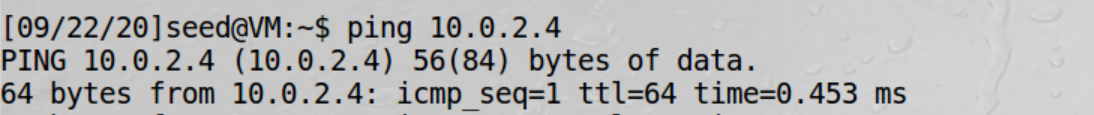 [09/22/20]seed@VM:~$ ping 10.0.2.4
PING 10.0.2.4 (10.0.2.4) 56(84) bytes of data.
64 bytes from 10.0.2.4: icmp_seq=1 ttl=64 time=0.453 ms